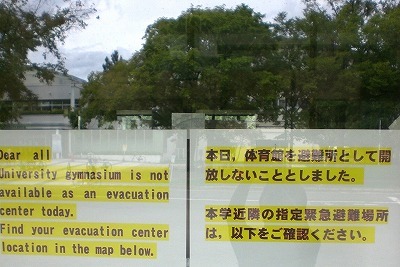 Dear all
University gymnasium is not
available as an evacuation
center today.
Find your evacuation center
location in the map below.
本日，体育館を避難所として開
放しないこととしました。
本学近隣の指定緊急避難場所
は，以下をご確認ください。